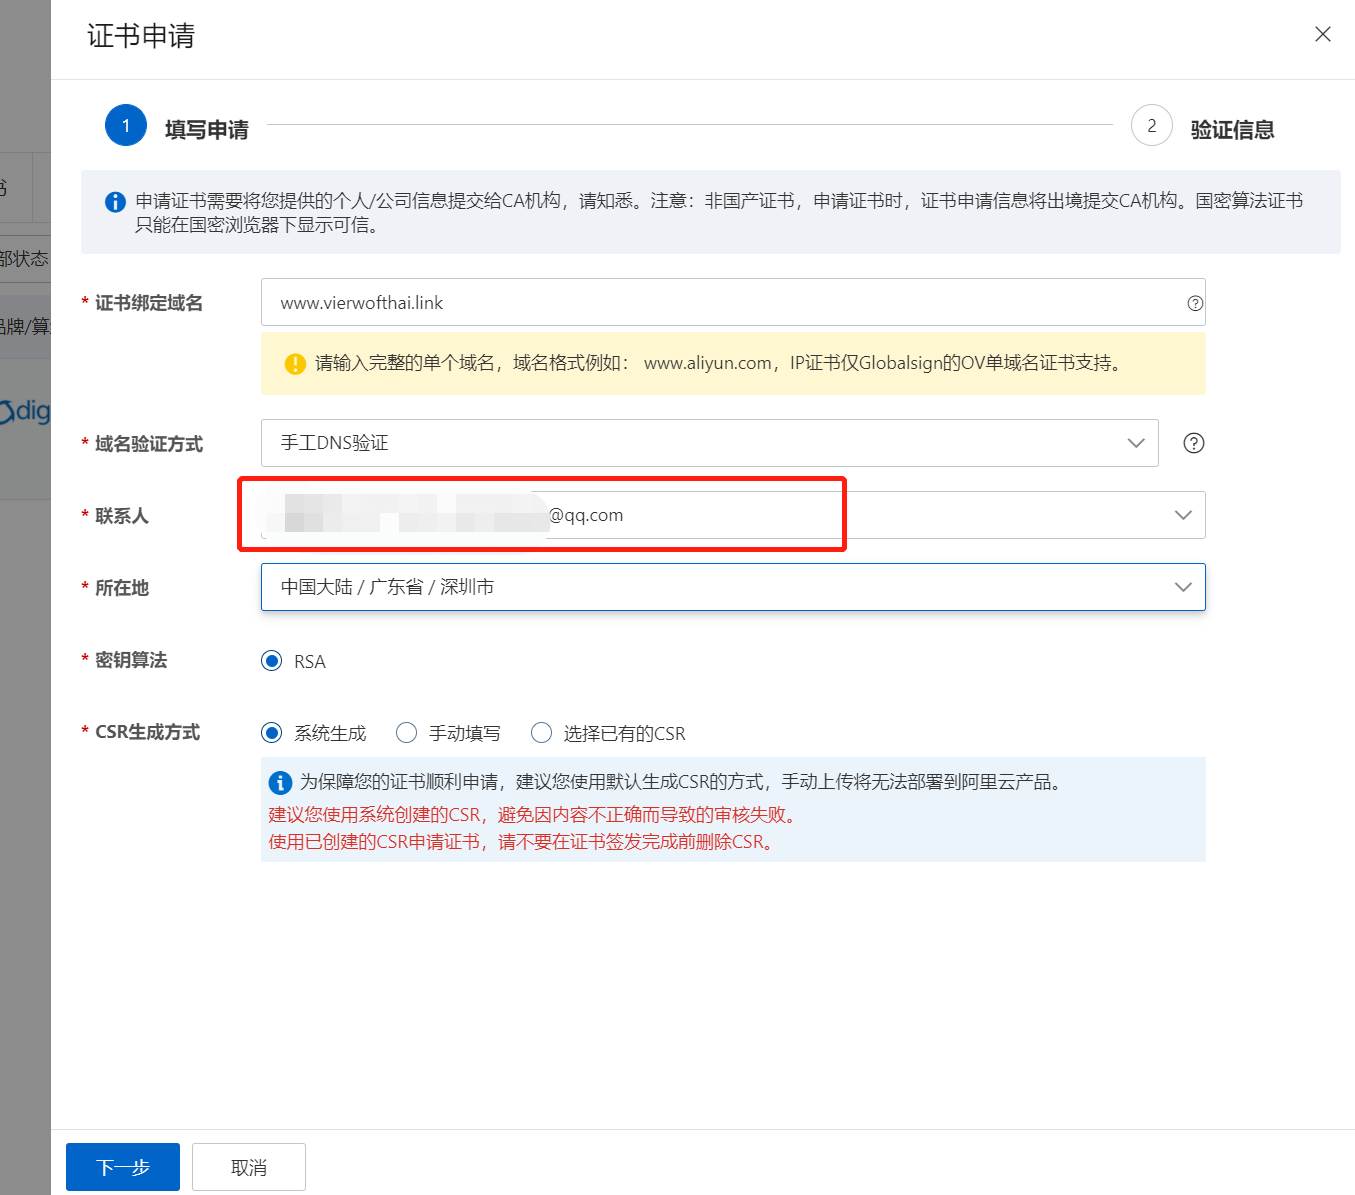 证书申请
1 填写申请
2 验证信息
书
申请证书需要将您提供的个人/公司信息提交给CA机构，请知悉。注意：非国产证书，申请证书时，证书申请信息将出境提交CA机构。国密算法证书
只能在国密浏览器下显示可信。
部状态
* 证书绑定域名
www.vierwofthai.link
品牌/算
请输入完整的单个域名，域名格式例如： www.aliyun.com，IP证书仅Globalsign的OV单域名证书支持。
dig
* 域名验证方式
手工DNS验证
* 联系人
@qq.com
* 所在地
中国大陆 / 广东省 / 深圳市
* 密钥算法
RSA
* CSR生成方式
系统生成 手动填写 选择已有的CSR
为保障您的证书顺利申请，建议您使用默认生成CSR的方式，手动上传将无法部署到阿里云产品。
建议您使用系统创建的CSR，避免因内容不正确而导致的审核失败。
使用已创建的CSR申请证书，请不要在证书签发完成前删除CSR。
下一步 取消